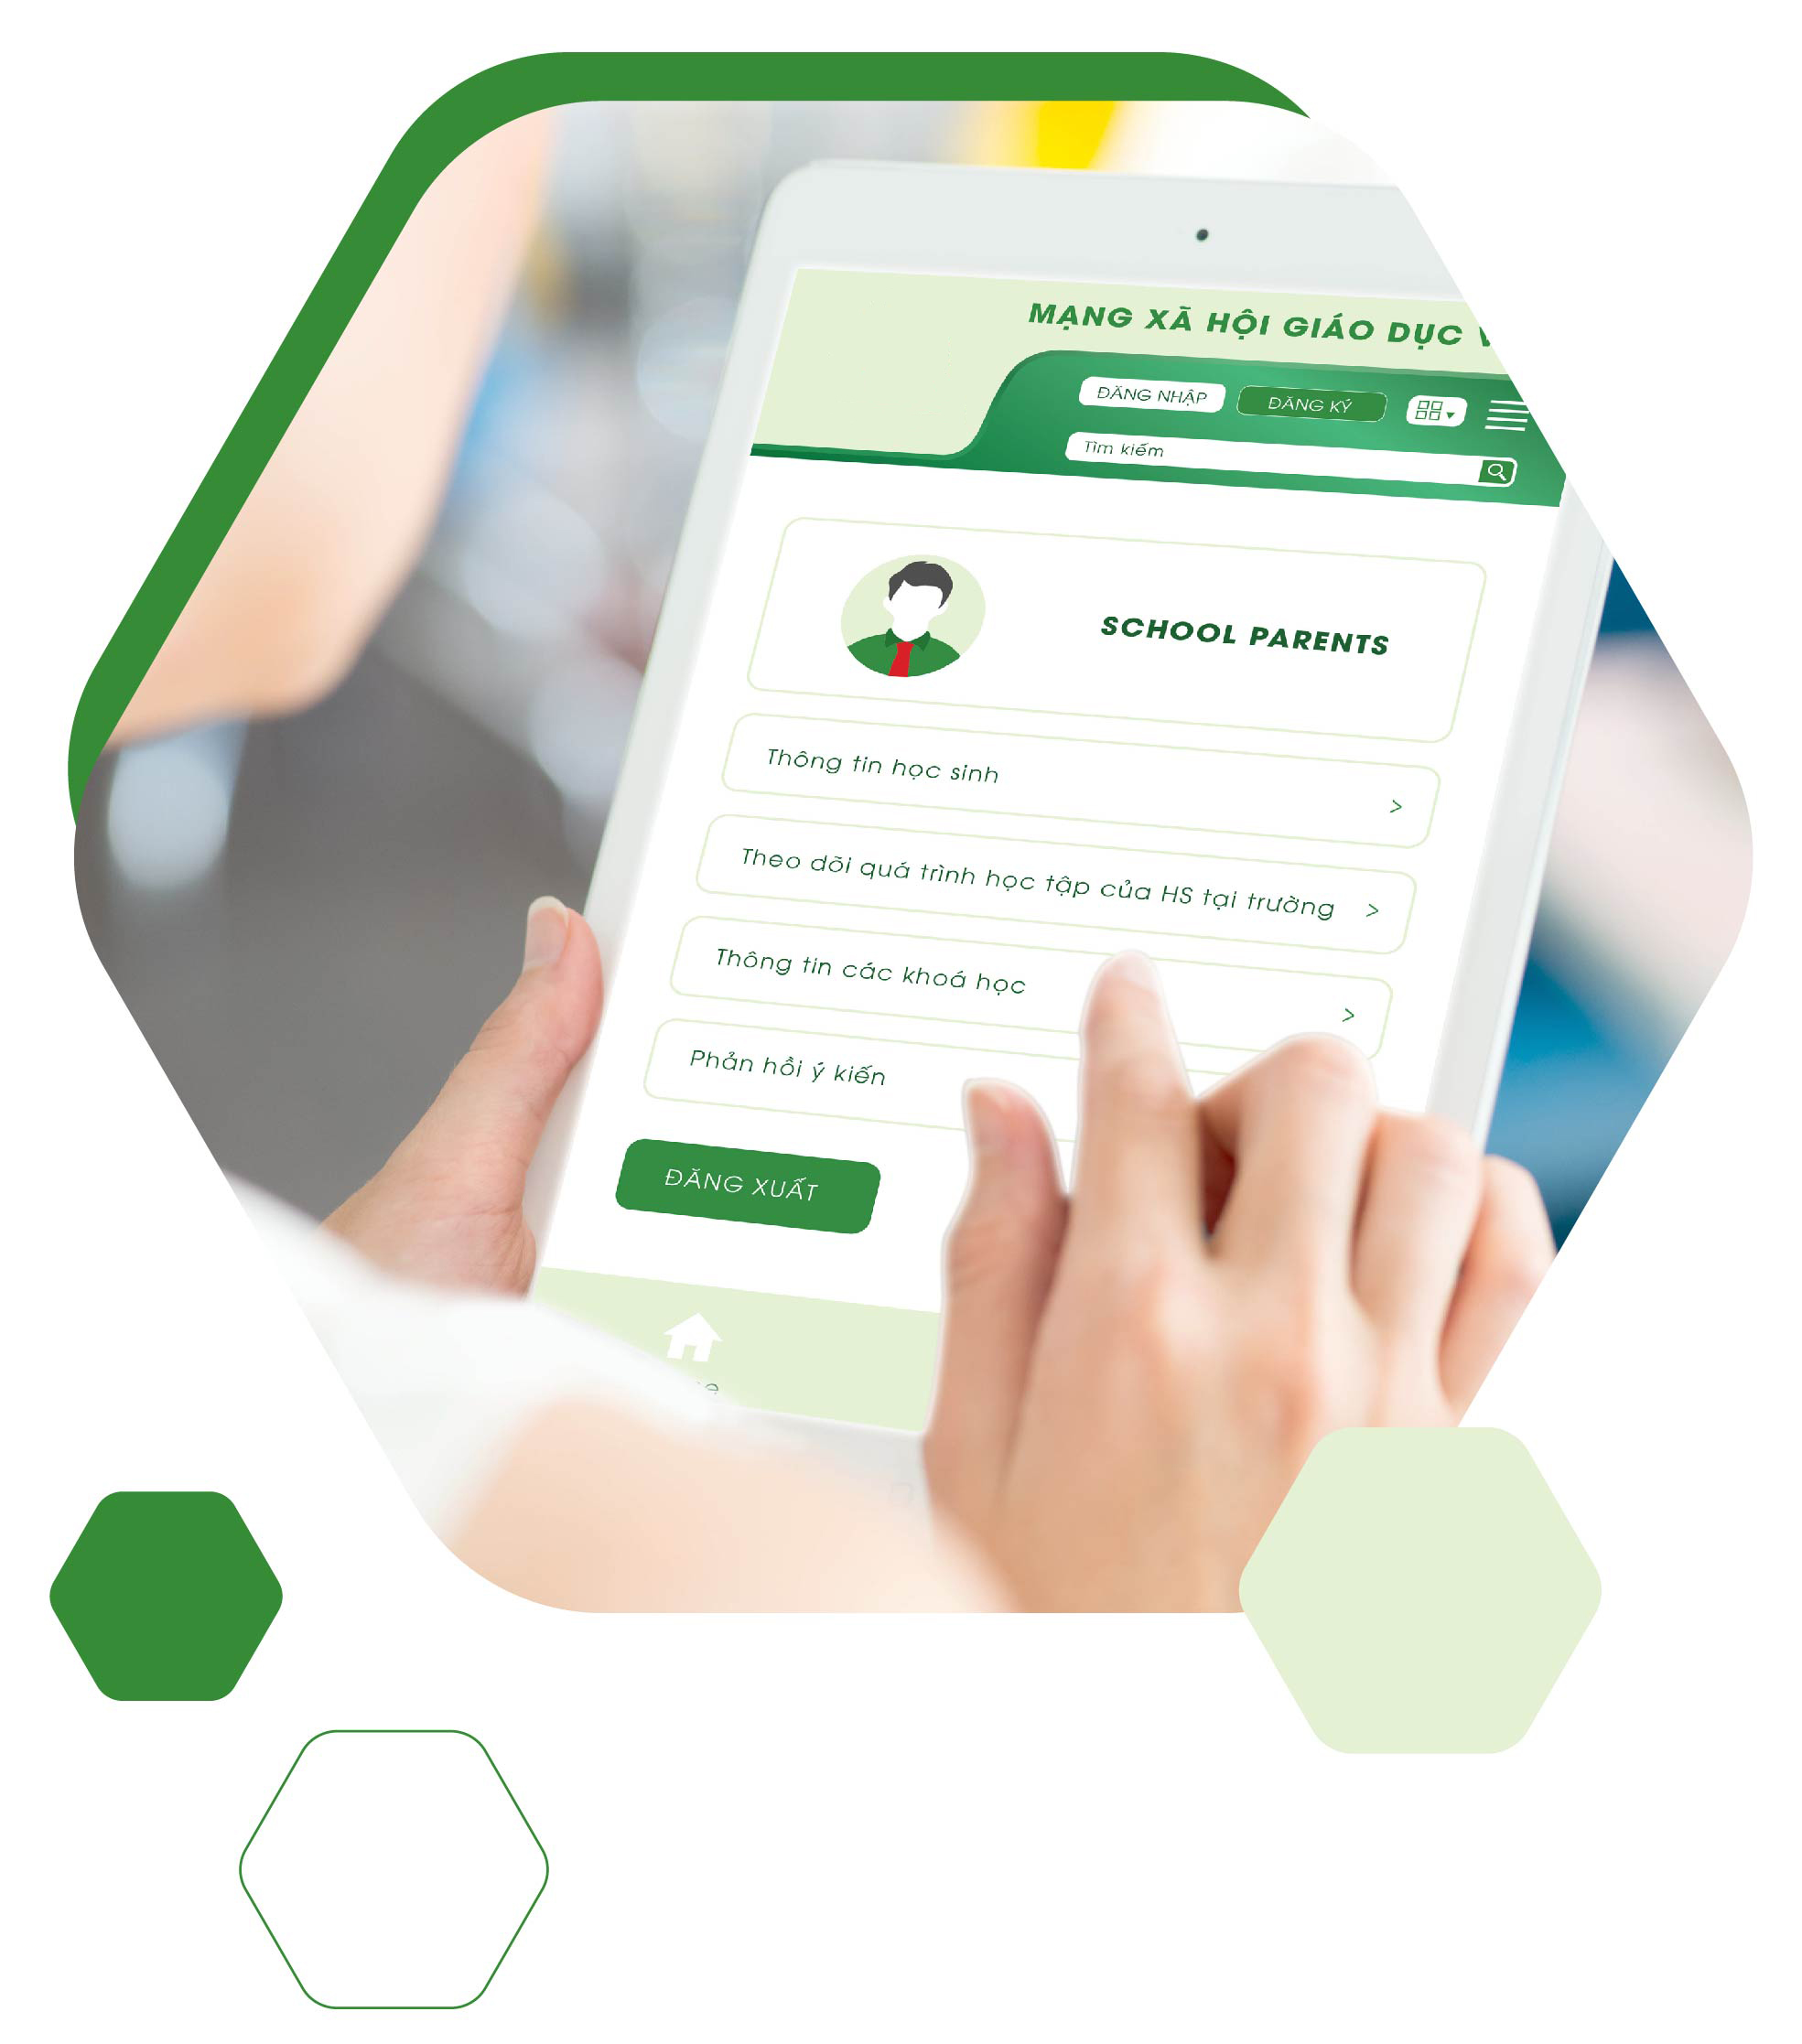 MẠNG XÃ HỘI GIÁO DỤC
ĐĂNG NHẬP
ĐĂNG KÝ
Tìm kiếm
SCHOOL PARENTS
Thông tin học sinh
>
Theo dõi quá trình học tập của HS tại trường
>
Thông tin các khoá học
>
Phản hồi ý kiến
ĐĂNG XUẤT